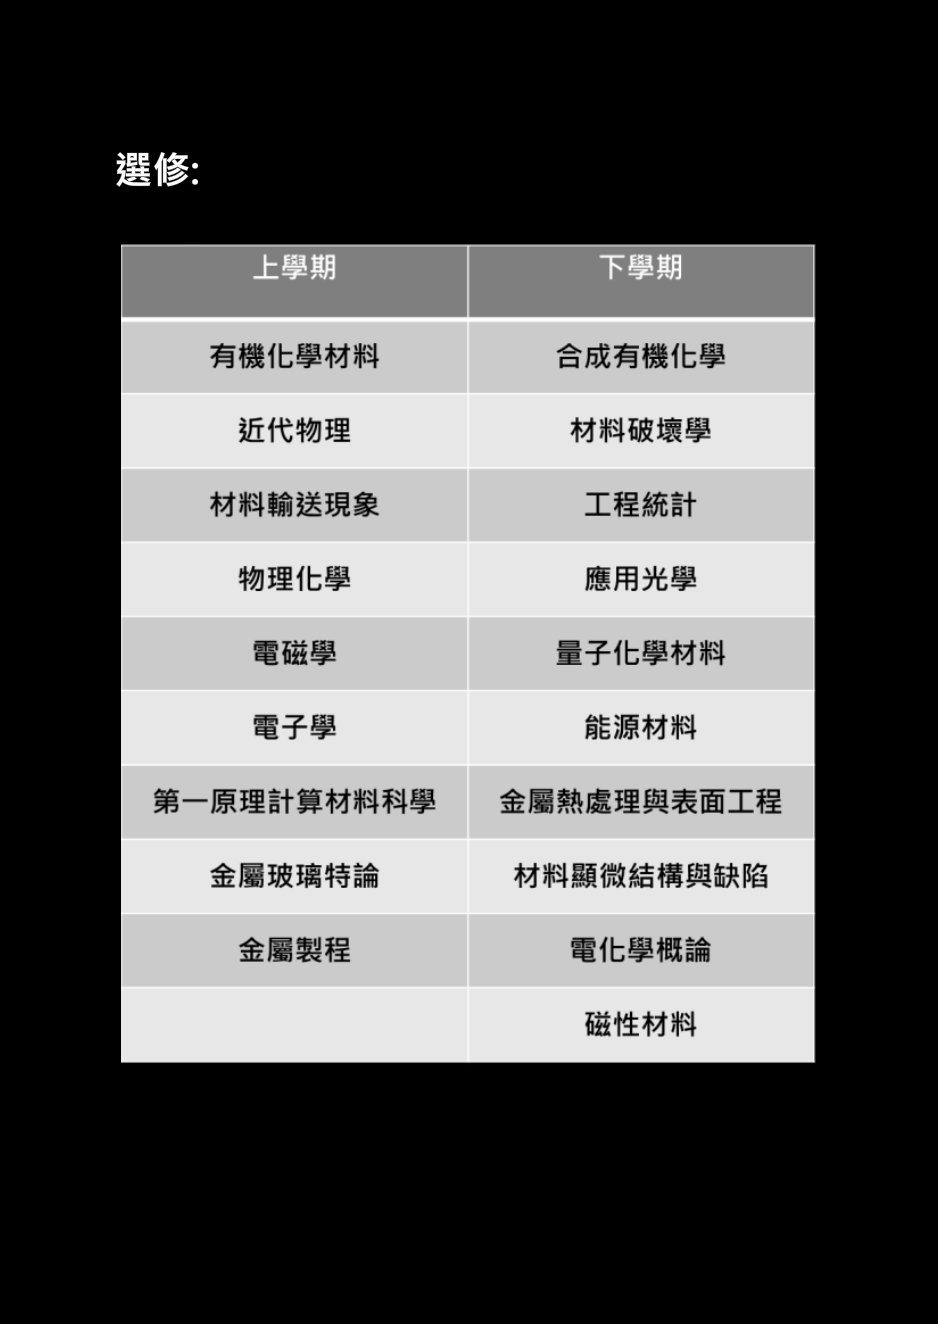 選修:
上學期 下學期
有機化學材料 合成有機化學
近代物理 材料破壞學
材料輸送現象 工程統計
物理化學 應用光學
電磁學 量子化學材料
電子學 能源材料
第一原理計算材料科學 金屬熱處理與表面工程
金屬玻璃特論 材料顯微結構與缺陷
金屬製程 電化學概論
磁性材料